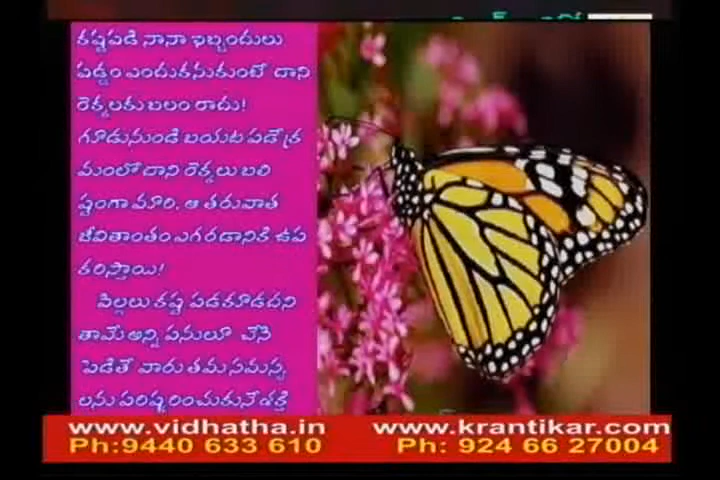 కష్టపడి నానా ఇబ్బందులు
పడ్డం ఎందుకనుకుంటే దాని
రెక్కలకు బలం రాదు!
గూడునుండి బయట పడే క్ర
మంలో దాని రెక్కలు బలి
ష్టంగా మారి, ఆ తరువాత
జీవితాంతం ఎగరడానికి ఉప
కరిస్తాయి!
పిల్లలు కష్ట పడకూడదని
తామే అన్ని పనులూ చేసి
పెడితే వారు తమ సమస్య
లను పరిష్కరించుకునే శక్తి
www.vidhatha.in www.krantikar.com
Ph:9440 633 610 Ph: 924 66 27004